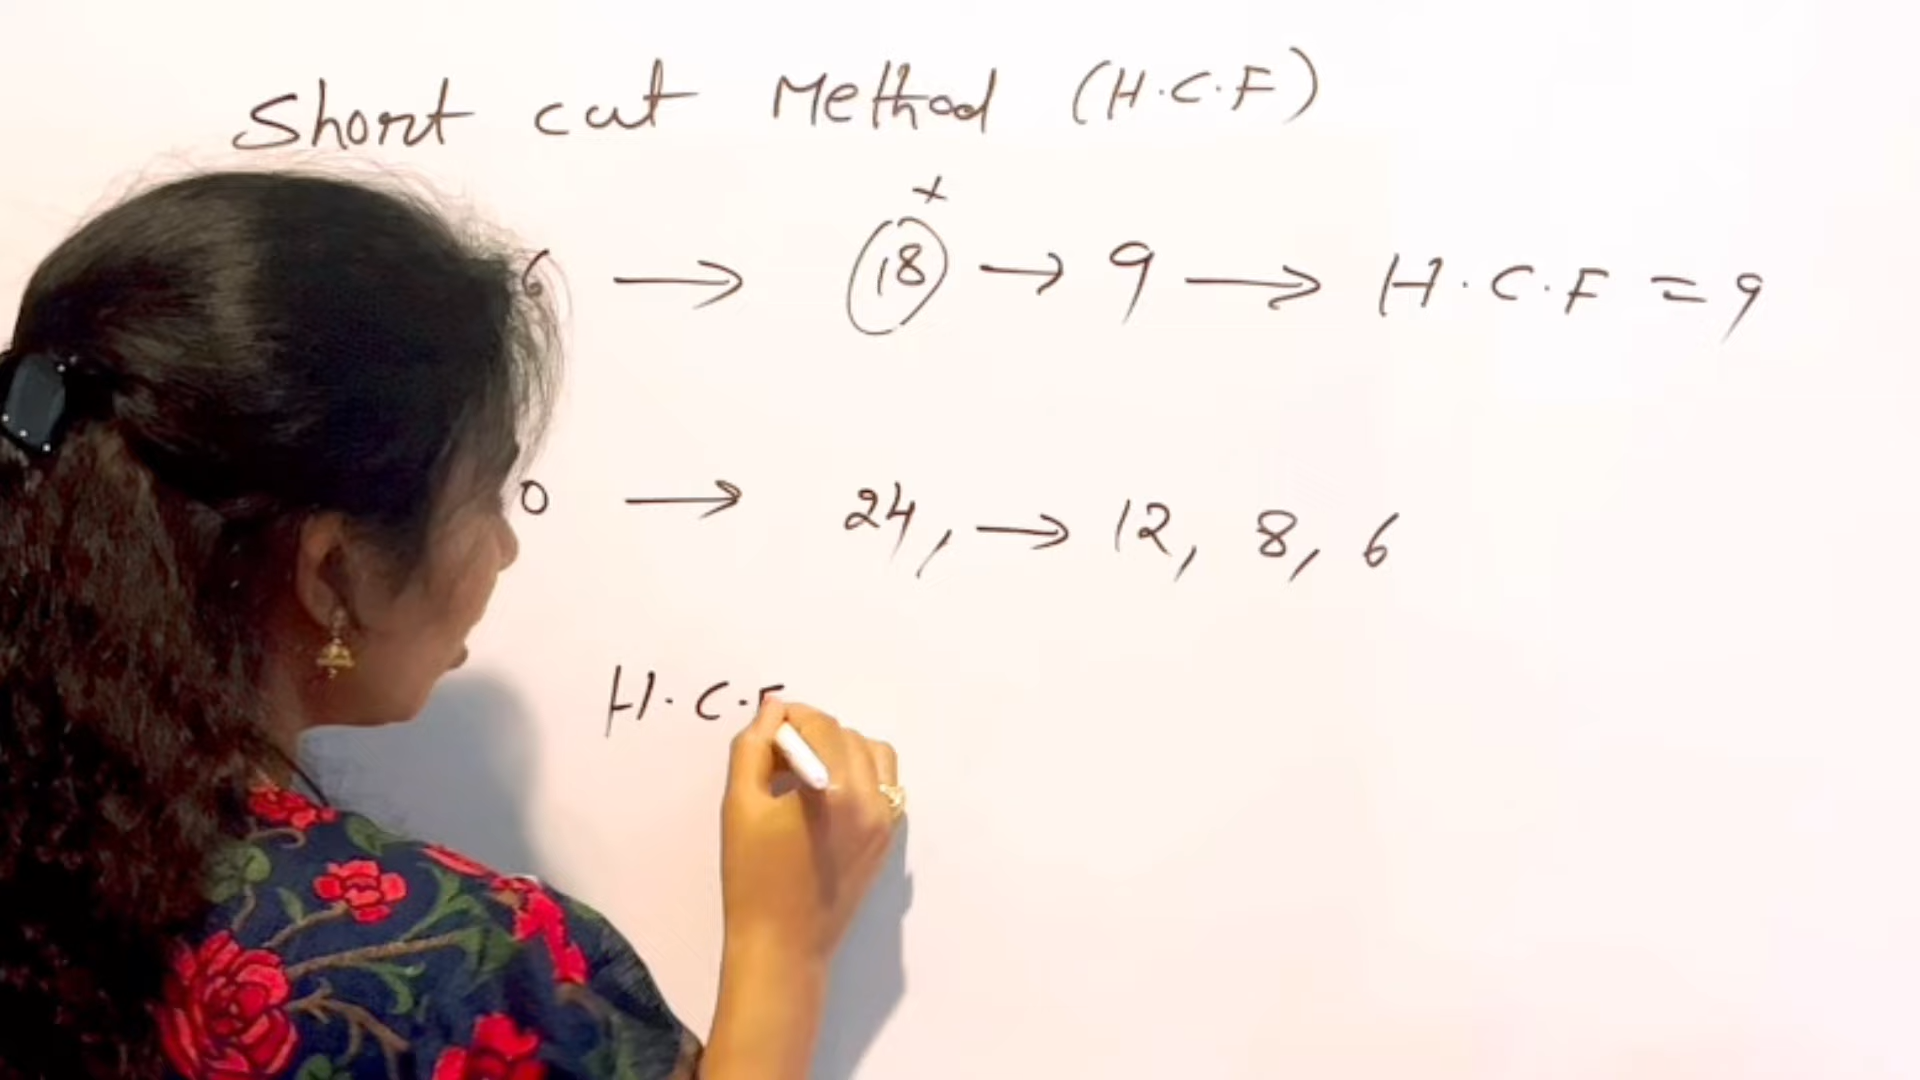 Short cut Method (H.C.F)
+
6 → 18 → 9 → H.C.F = 9
0 → 24, → 12, 8, 6
H.C.F